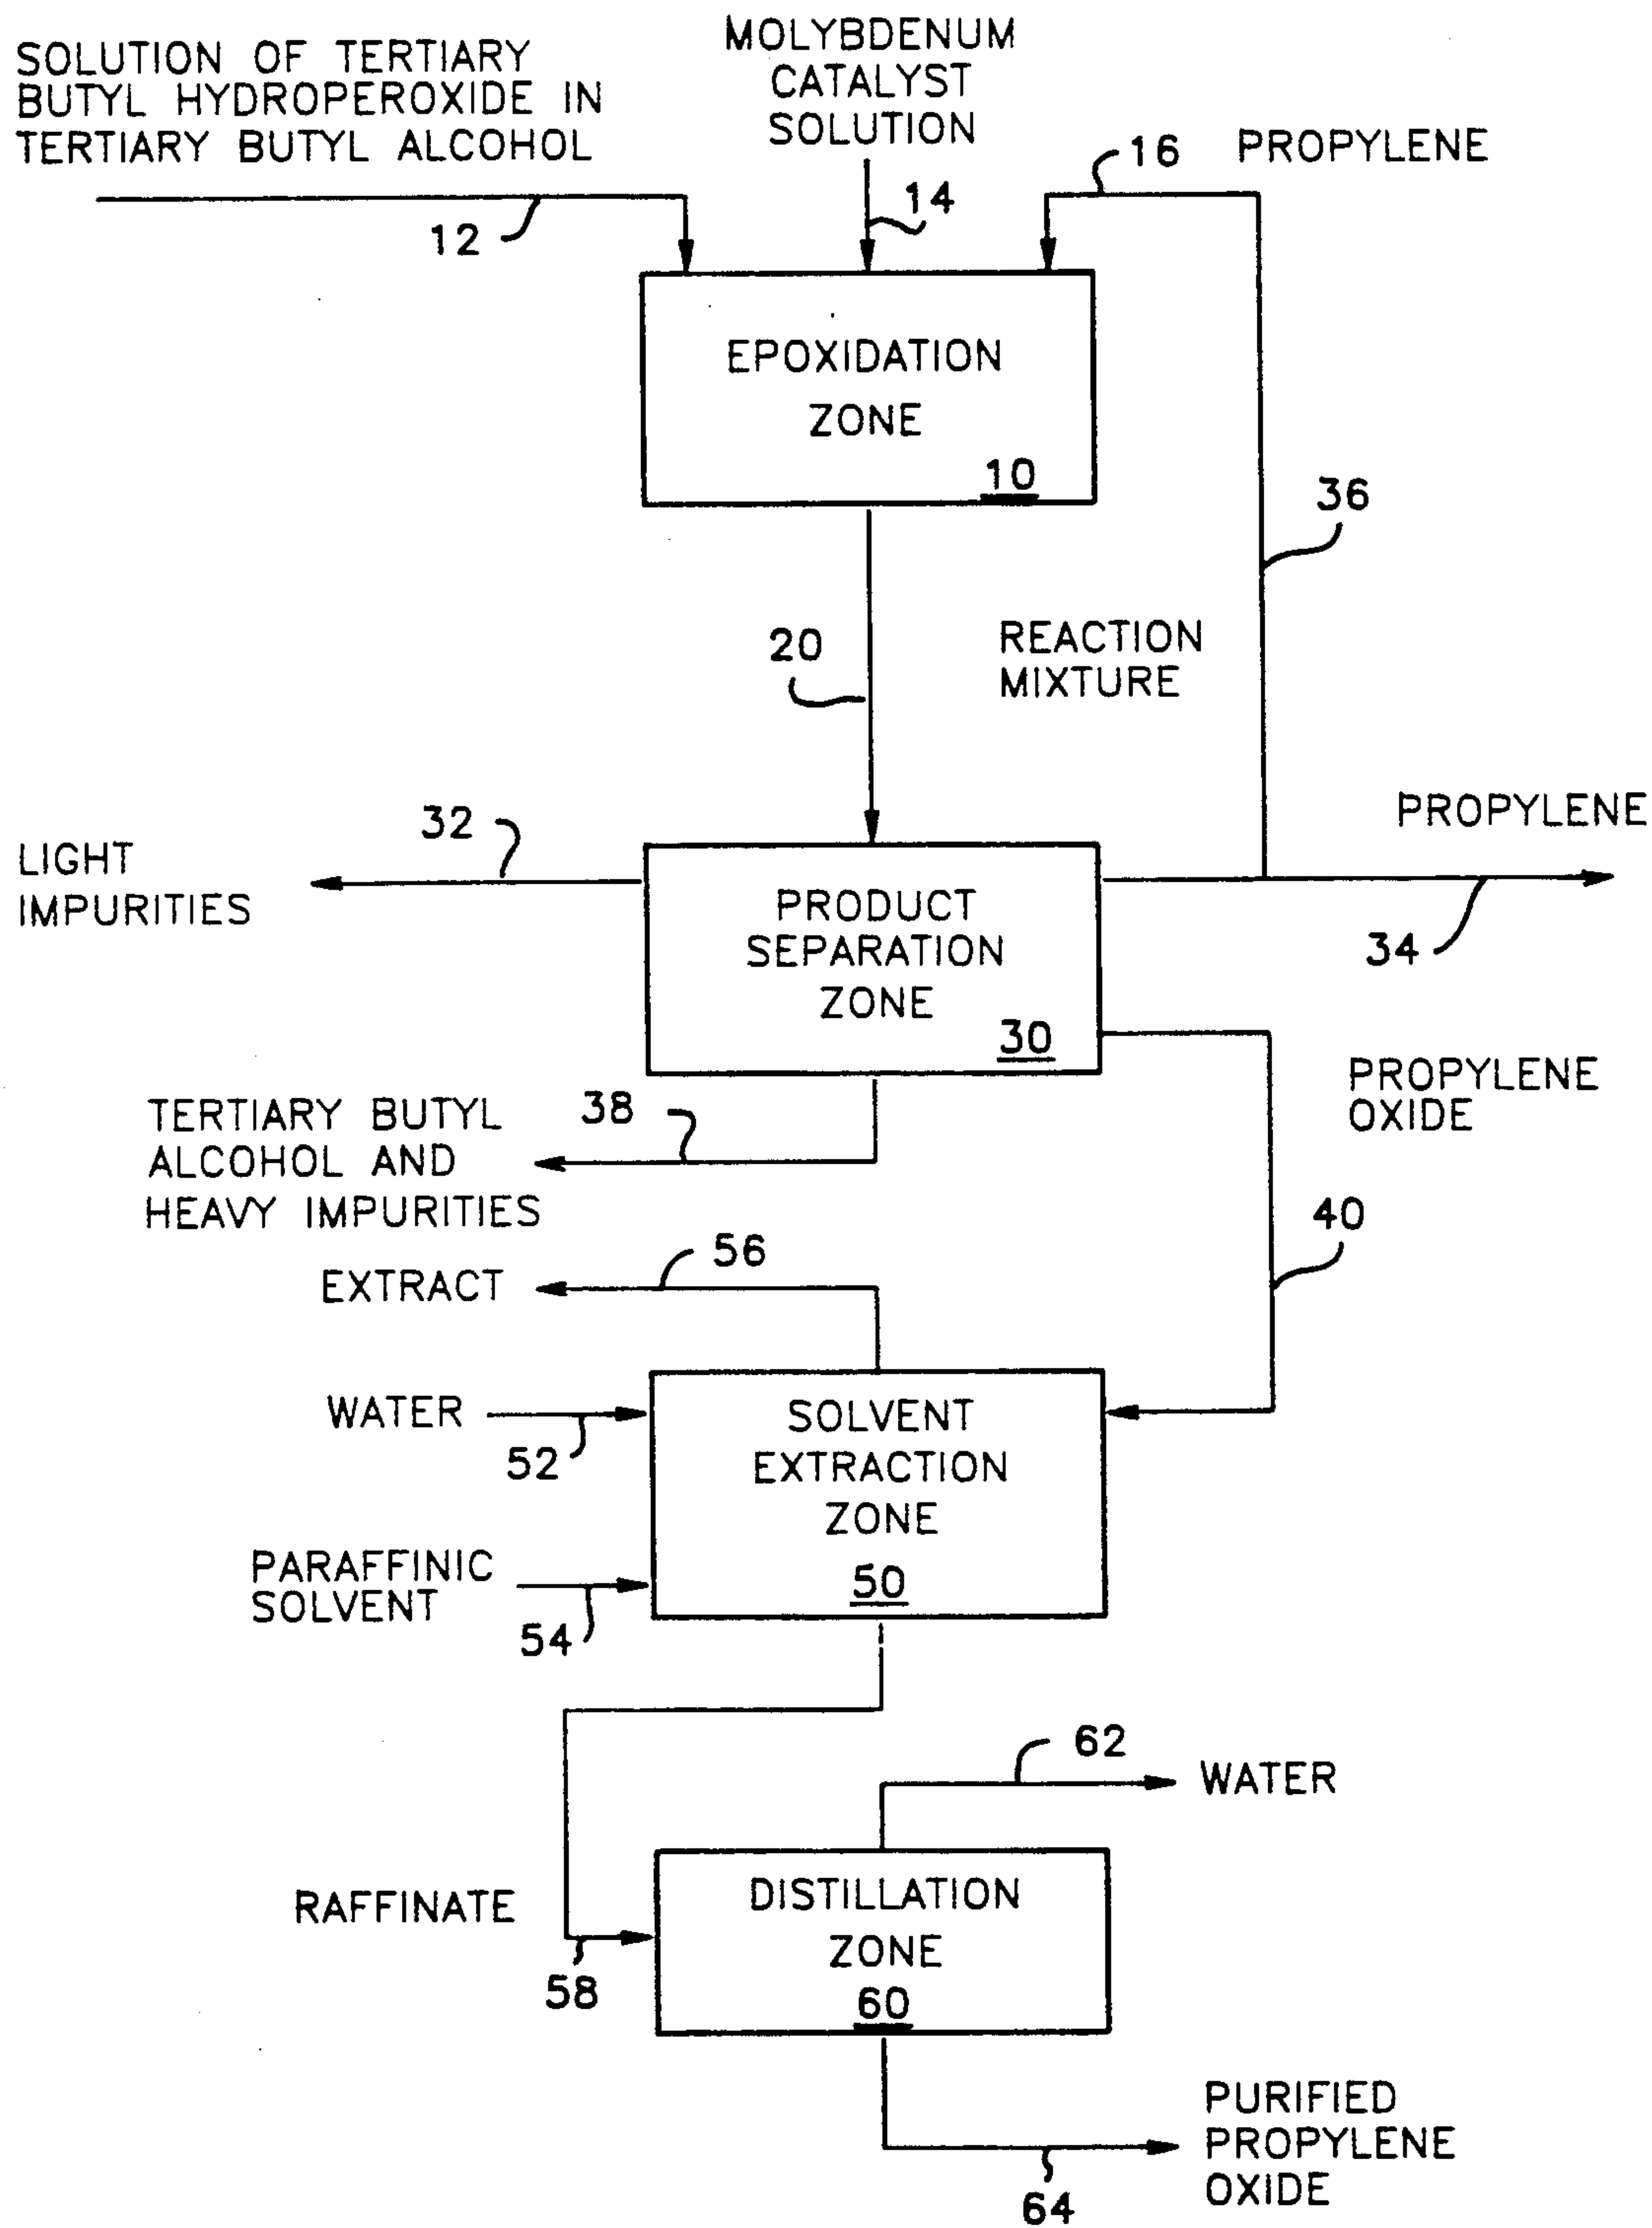 SOLUTION OF TERTIARY
BUTYL HYDROPEROXIDE IN
TERTIARY BUTYL ALCOHOL
MOLYBDENUM
CATALYST
SOLUTION
16 PROPYLENE
12
14
EPOXIDATION
ZONE
10
36
20
REACTION
MIXTURE
PROPYLENE
32
LIGHT
IMPURITIES
PRODUCT
SEPARATION
ZONE
30
34
PROPYLENE
OXIDE
38
TERTIARY BUTYL
ALCOHOL AND
HEAVY IMPURITIES
40
56
EXTRACT
WATER
52
SOLVENT
EXTRACTION
ZONE
50
PARAFFINIC
SOLVENT
54
62
WATER
RAFFINATE
58
DISTILLATION
ZONE
60
PURIFIED
PROPYLENE
OXIDE
64